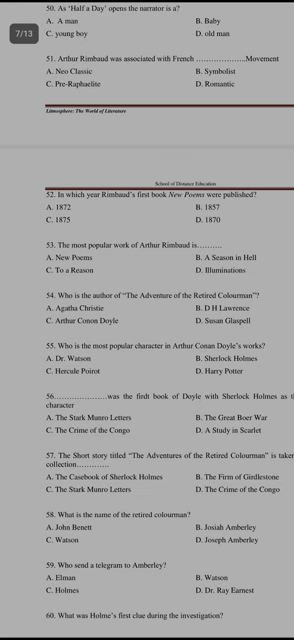 50. As 'Half a Day' opens the narrator is a?
A. A man B. Baby
7/13
C. young boy D. old man
51. Arthur Rimbaud was associated with French ………………..Movement
A. Neo Classic B. Symbolist
C. Pre-Raphaelite D. Romantic
Litmosphere: The World of Literature
School of Distance Education
52. In which year Rimbaud's first book New Poems were published?
A. 1872 B. 1857
C. 1875 D. 1870
53. The most popular work of Arthur Rimbaud is……….
A. New Poems B. A Season in Hell
C. To a Reason D. Illuminations
54. Who is the author of "The Adventure of the Retired Colourman"?
A. Agatha Christie B. D H Lawrence
C. Arthur Conon Doyle D. Susan Glaspell
55. Who is the most popular character in Arthur Conan Doyle's works?
A. Dr. Watson B. Sherlock Holmes
C. Hercule Poirot D. Harry Potter
56…………………was the firdt book of Doyle with Sherlock Holmes as t
character
A. The Stark Munro Letters B. The Great Boer War
C. The Crime of the Congo D. A Study in Scarlet
57. The Short story titled "The Adventures of the Retired Colourman" is taken
collection………….
A. The Casebook of Sherlock Holmes B. The Firm of Girdlestone
C. The Stark Munro Letters D. The Crime of the Congo
58. What is the name of the retired colourman?
A. John Benett B. Josiah Amberley
C. Watson D. Joseph Amberley
59. Who send a telegram to Amberley?
A. Elman B. Watson
C. Holmes D. Dr. Ray Earnest
60. What was Holme's first clue during the investigation?